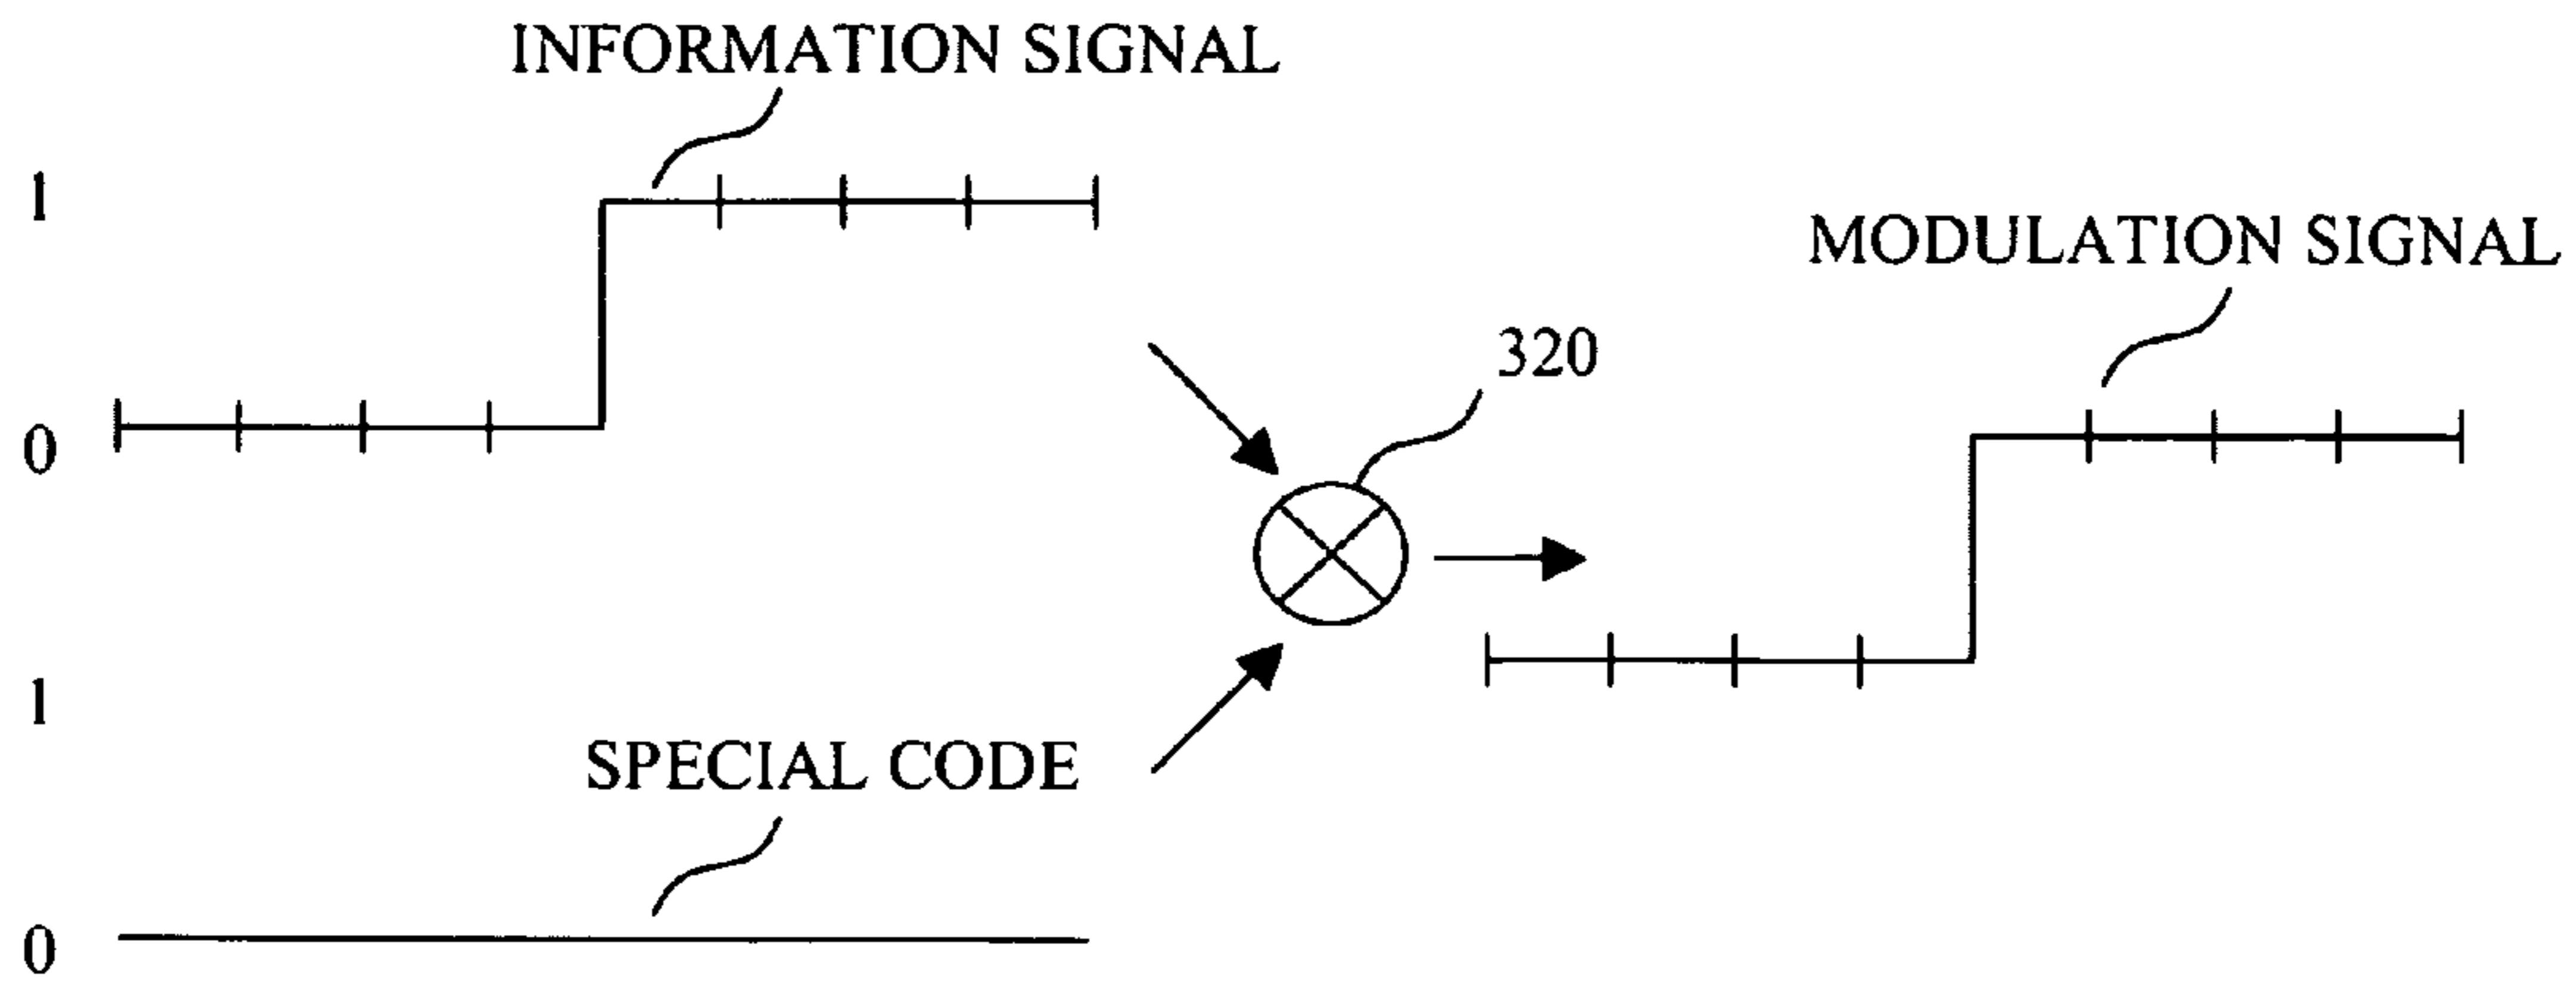 INFORMATION SIGNAL
1
MODULATION SIGNAL
320
0
1
SPECIAL CODE
0